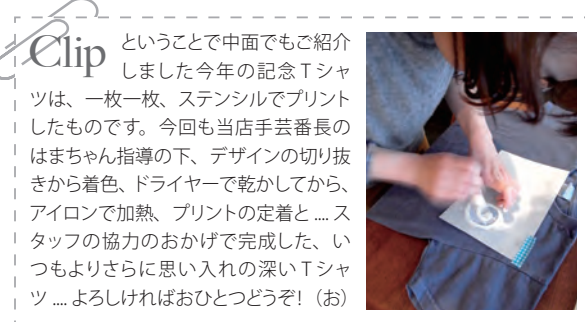 Clip
ということで中面でもご紹介
しました今年の記念Tシャ
ツは、一枚一枚、ステンシルでプリント
したものです。今回も当店手芸番長の
はまちゃん指導の下、デザインの切り抜
きから着色、ドライヤーで乾かしてから、
アイロンで加熱、プリントの定着と .... ス
タッフの協力のおかげで完成した、い
つもよりさらに思い入れの深いTシャ
ツ .... よろしければおひとつどうぞ!（お）